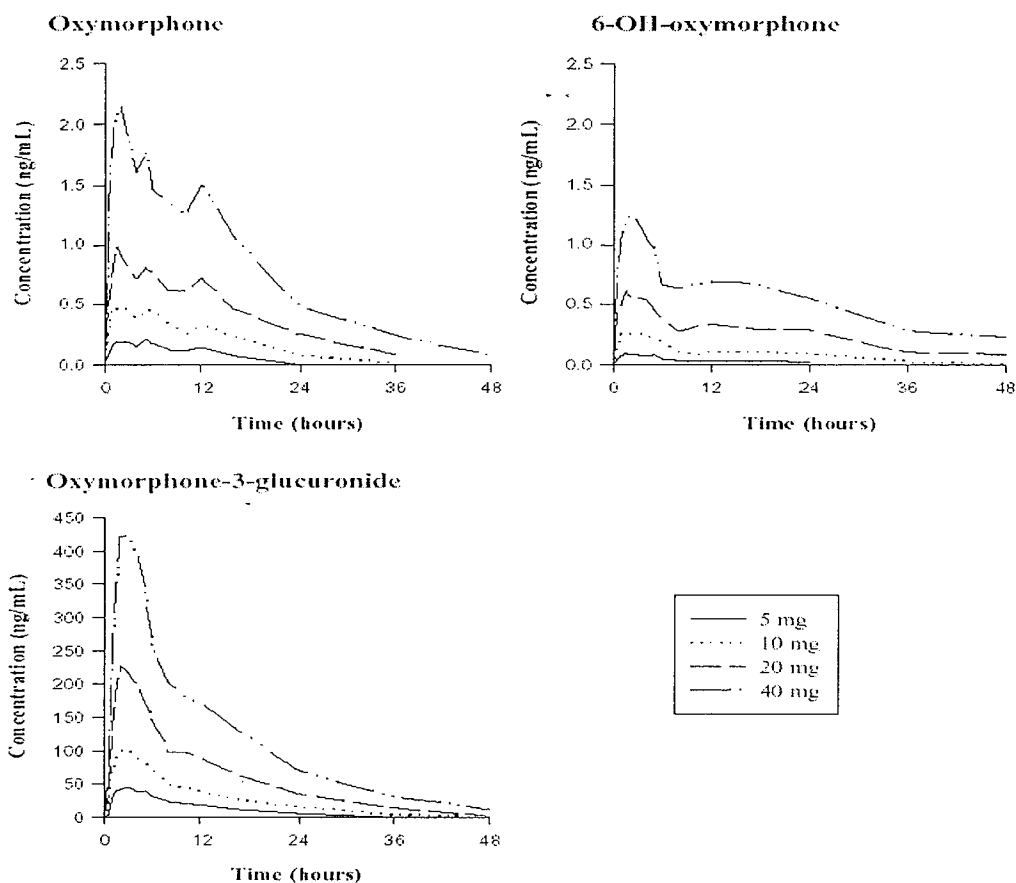 Oxymorphone
2.5
2.0
1.5
1.0
0.5
0.0
Concentration (ng/mL)
0 12 24 36 48
Time (hours)
6-OH-oxymorphone
2.5
2.0
1.5
1.0
0.5
0.0
Concentration (ng/mL)
0 12 24 36 48
Time (hours)
Oxymorphone-3-glucuronide
450
400
350
300
250
200
150
100
50
0
Concentration (ng/mL)
0 12 24 36 48
Time (hours)
5 mg
10 mg
20 mg
40 mg